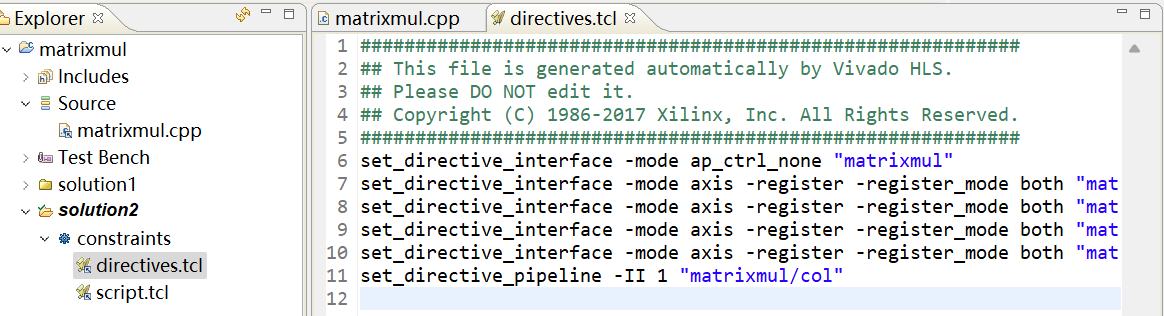 Explorer
matrixmul
Includes
Source
matrixmul.cpp
Test Bench
solution1
solution2
constraints
directives.tcl
script.tcl
matrixmul.cpp directives.tcl
1 ############################################################
2 ## This file is generated automatically by Vivado HLS.
3 ## Please DO NOT edit it.
4 ## Copyright (C) 1986-2017 Xilinx, Inc. All Rights Reserved.
5 ############################################################
6 set_directive_interface -mode ap_ctrl_none "matrixmul"
7 set_directive_interface -mode axis -register -register_mode both "mat
8 set_directive_interface -mode axis -register -register_mode both "mat
9 set_directive_interface -mode axis -register -register_mode both "mat
10 set_directive_interface -mode axis -register -register_mode both "mat
11 set_directive_pipeline -II 1 "matrixmul/col"
12